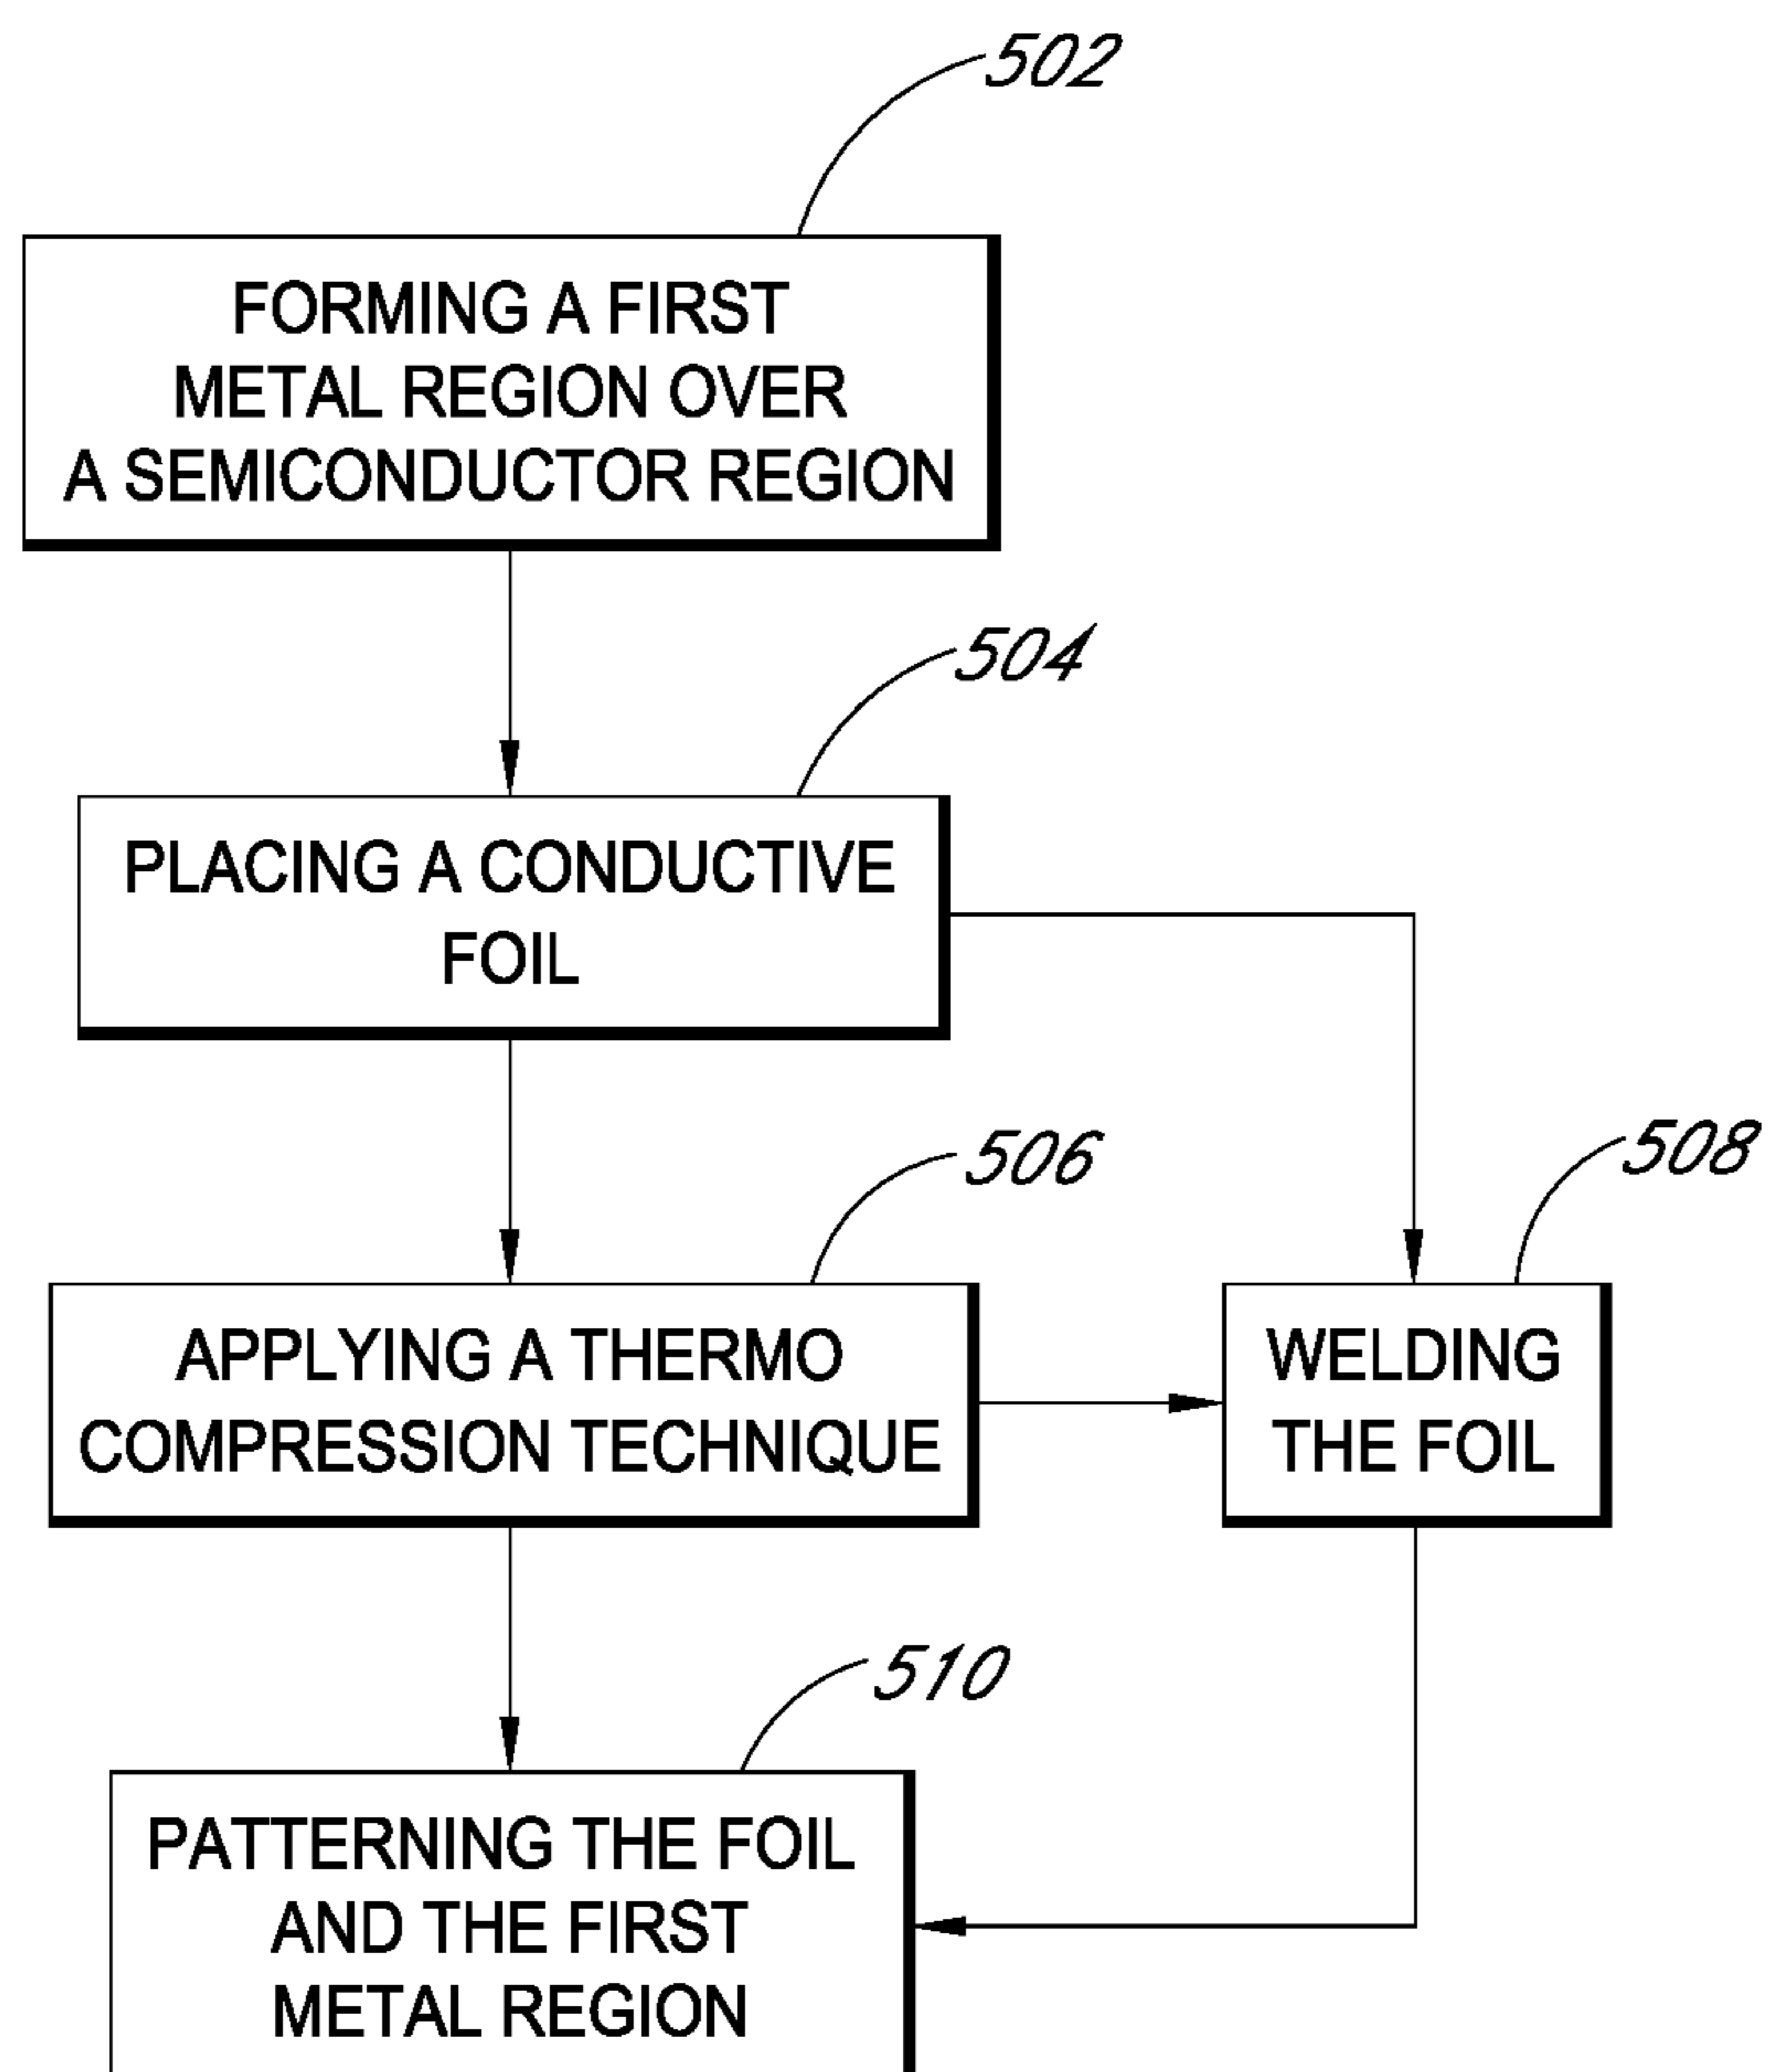 502
FORMING A FIRST
METAL REGION OVER
A SEMICONDUCTOR REGION
504
PLACING A CONDUCTIVE
FOIL
506
APPLYING A THERMO
COMPRESSION TECHNIQUE
508
WELDING
THE FOIL
510
PATTERNING THE FOIL
AND THE FIRST
METAL REGION